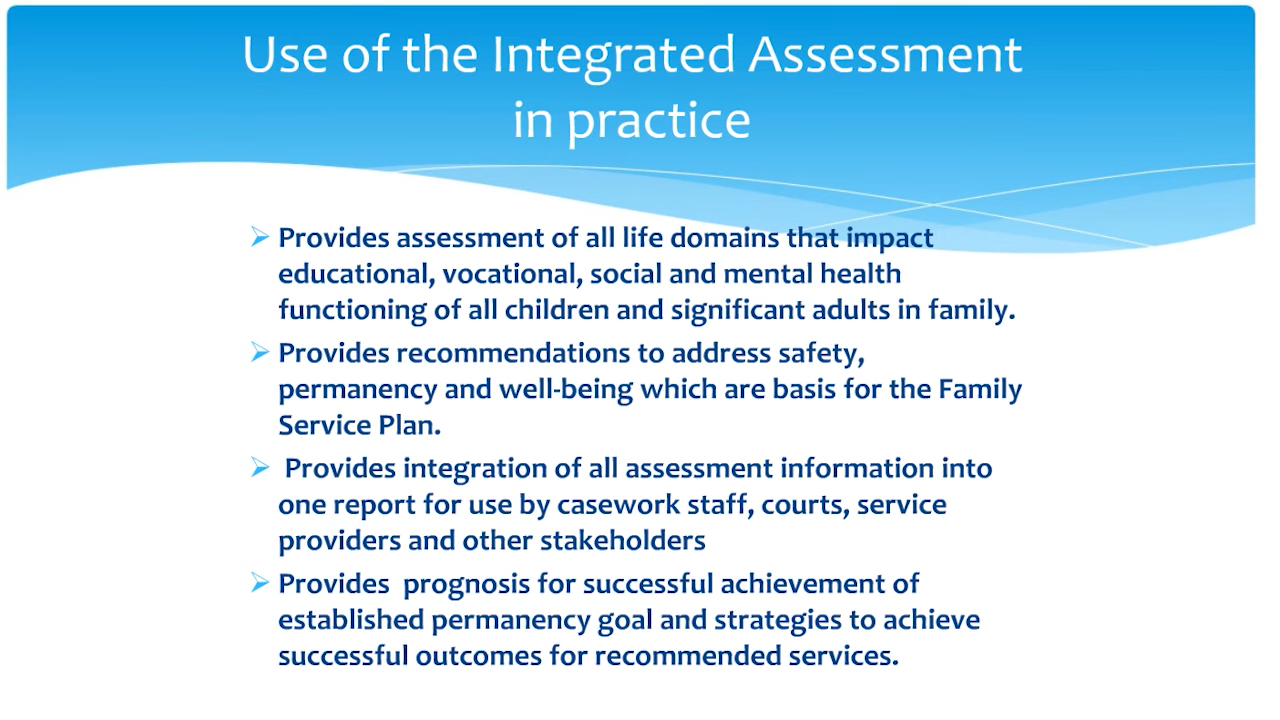 Use of the Integrated Assessment
in practice
➢ Provides assessment of all life domains that impact
educational, vocational, social and mental health
functioning of all children and significant adults in family.
➢ Provides recommendations to address safety,
permanency and well-being which are basis for the Family
Service Plan.
➢ Provides integration of all assessment information into
one report for use by casework staff, courts, service
providers and other stakeholders
➢ Provides  prognosis for successful achievement of
established permanency goal and strategies to achieve
successful outcomes for recommended services.